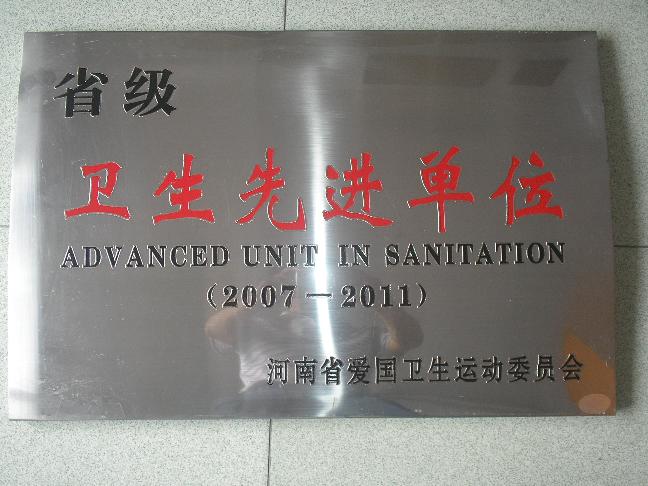 省级
卫生先进单位
ADVANCED UNIT IN SANITATION
（2007—2011）
河南省爱国卫生运动委员会